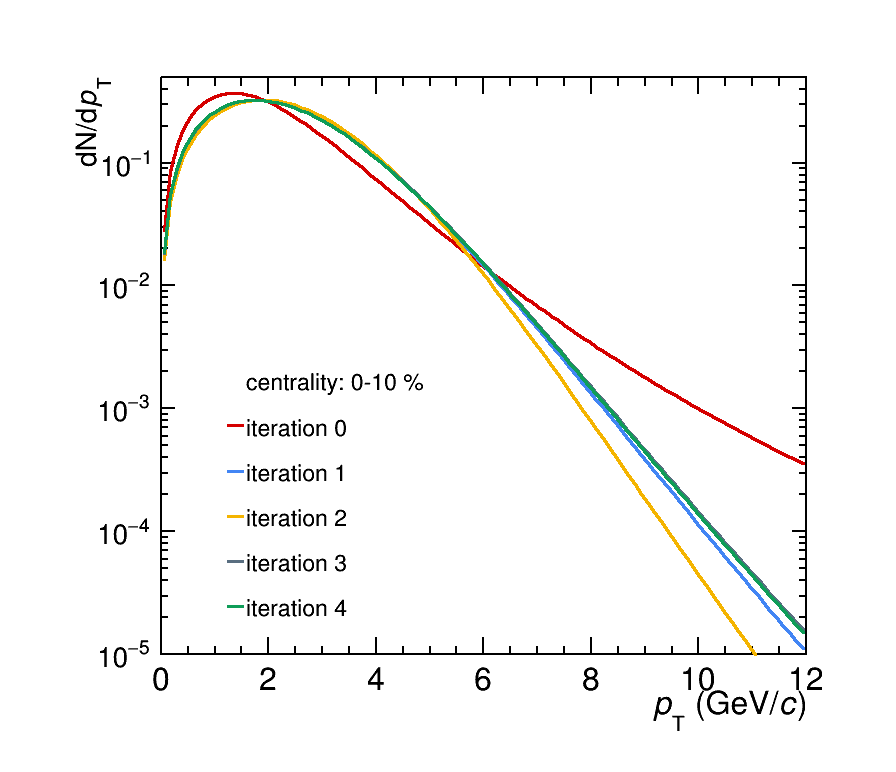 dN/dp_T
10^−1
10^−2
10^−3
10^−4
10^−5
centrality: 0-10 %
iteration 0
iteration 1
iteration 2
iteration 3
iteration 4
0 2 4 6 8 10 12
p_T (GeV/c)